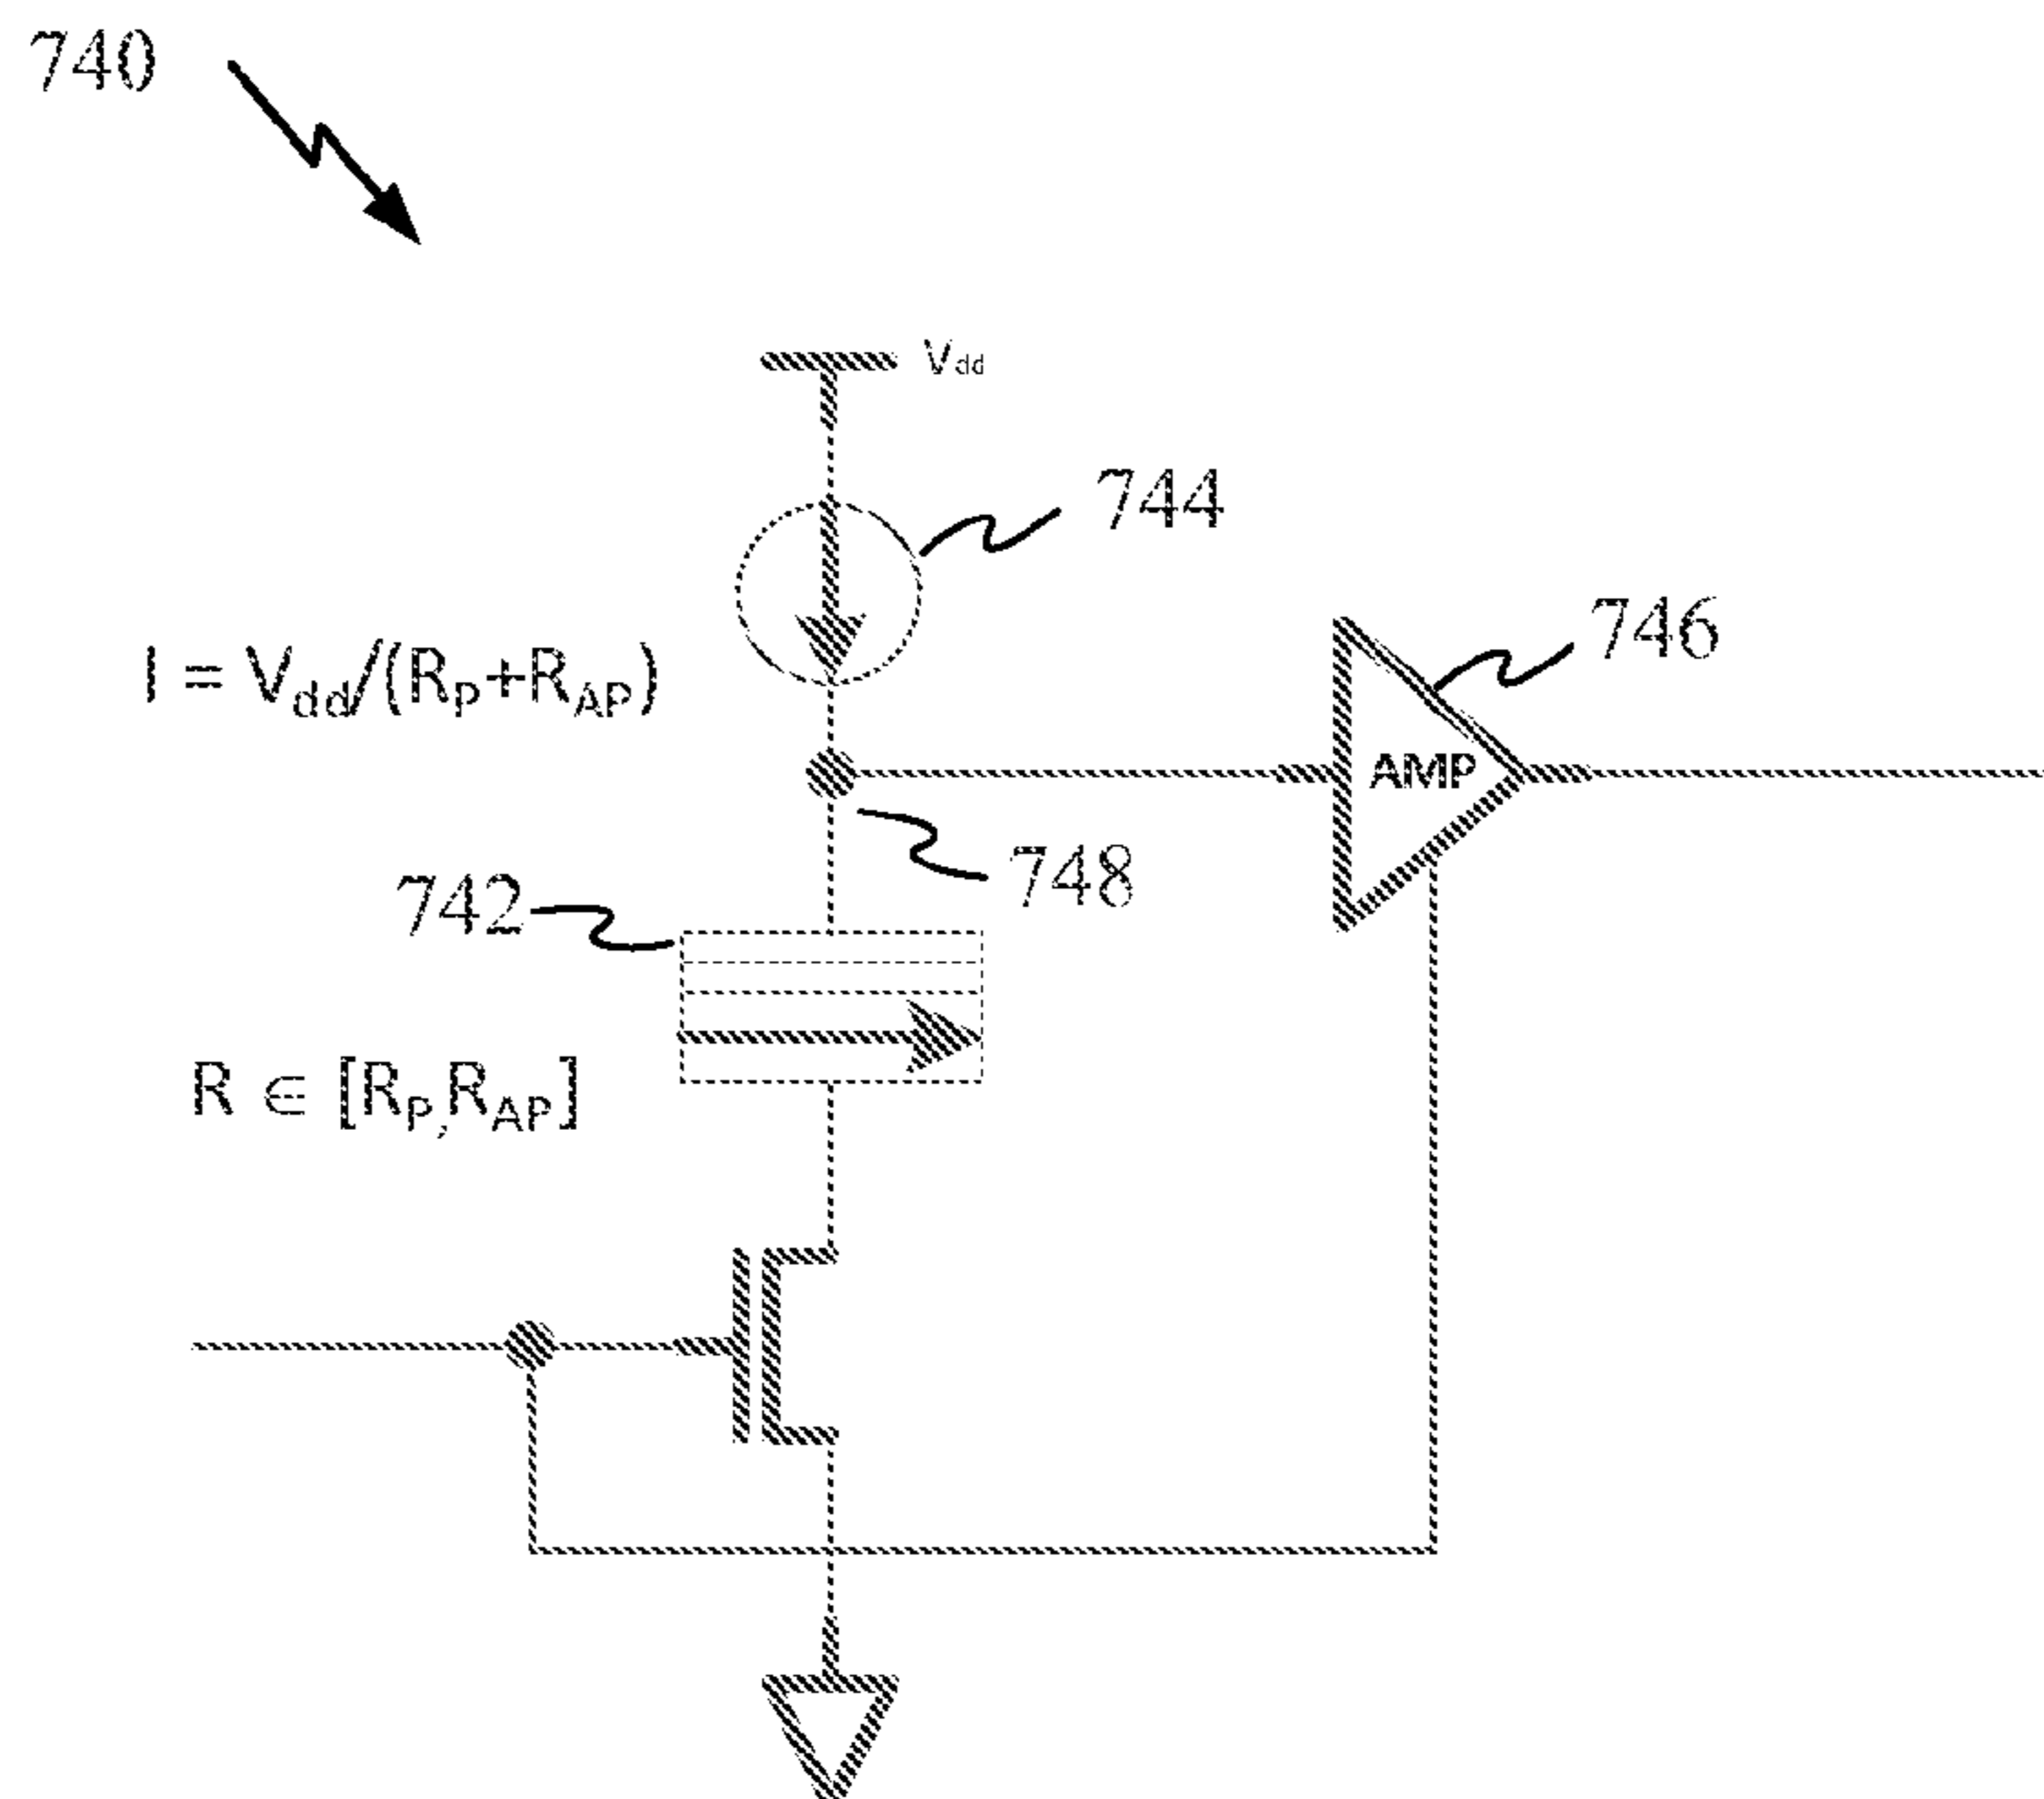 740
Vdd
744
I = Vdd/(RP+RAP)
746
AMP
748
742
R ∈ [RP,RAP]